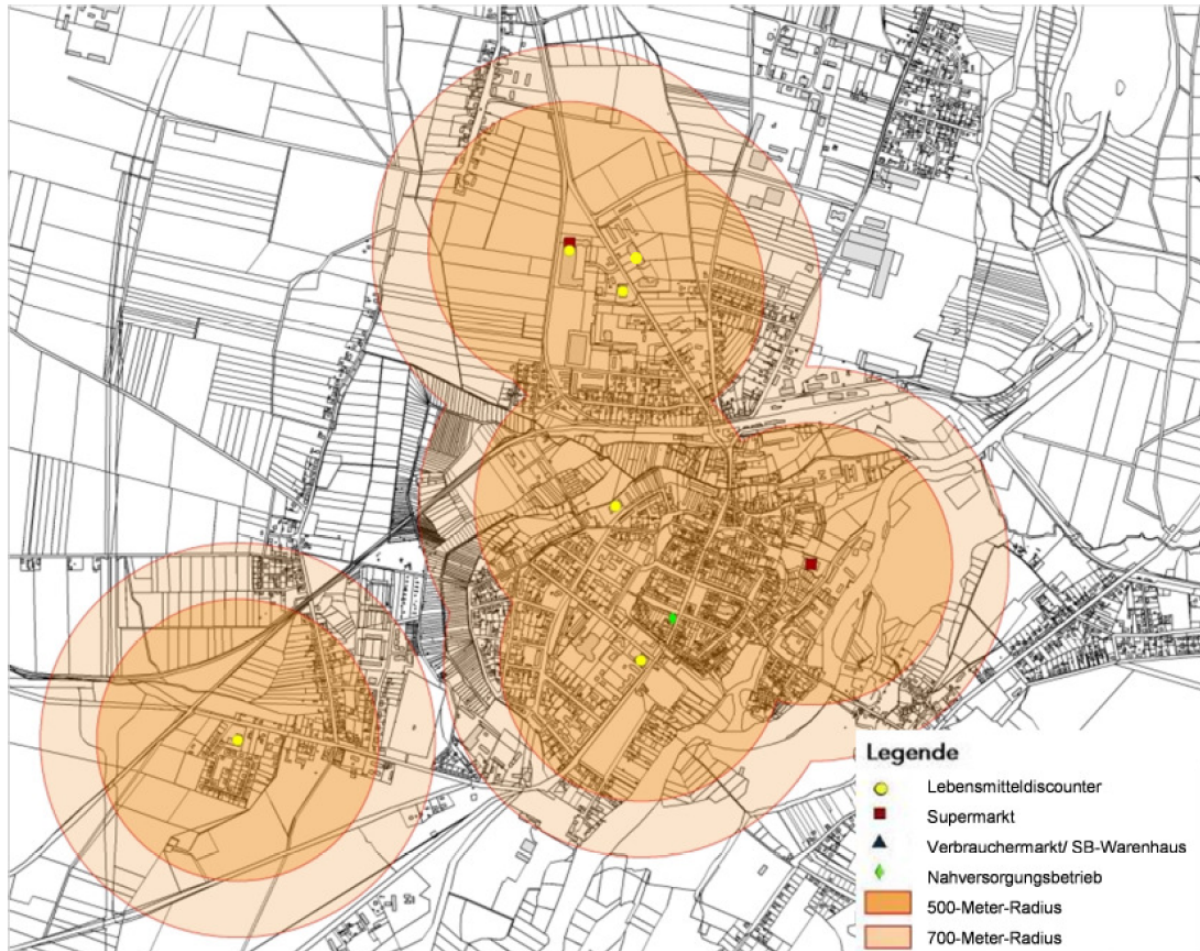 Legende
Lebensmitteldiscounter
Supermarkt
Verbrauchermarkt/ SB-Warenhaus
Nahversorgungsbetrieb
500-Meter-Radius
700-Meter-Radius